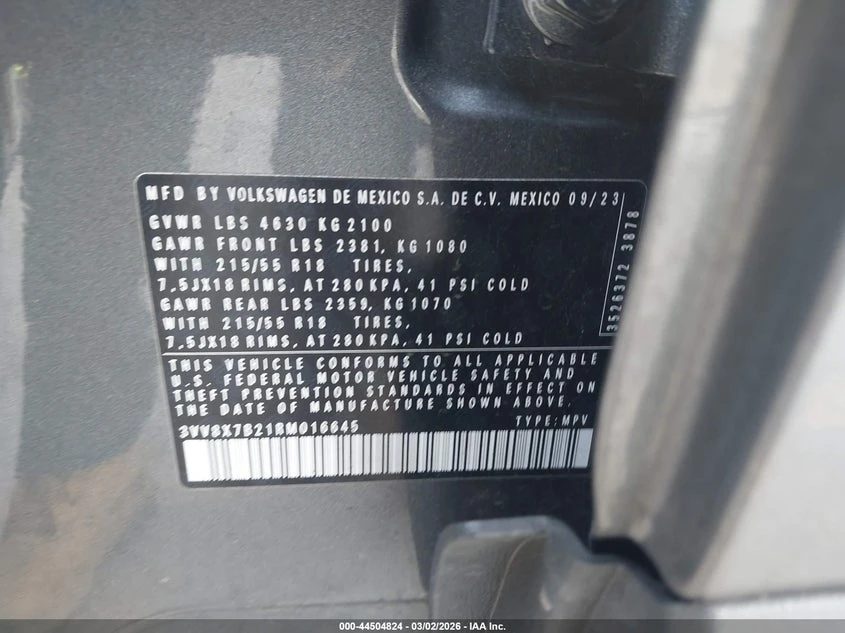 MFD BY VOLKSWAGEN DE MEXICO S.A. DE C.V. MEXICO 09/23
GVWR LBS 4630 KG 2100
GAWR FRONT LBS 2381, KG 1080
WITH 215/55 R18 TIRES,
7.5JX18 RIMS, AT 280 KPA, 41 PSI COLD
GAWR REAR LBS 2359, KG 1070
WITH 215/55 R18 TIRES,
7.5JX18 RIMS, AT 280 KPA, 41 PSI COLD
3526372 3878
THIS VEHICLE CONFORMS TO ALL APPLICABLE
U.S. FEDERAL MOTOR VEHICLE SAFETY AND
THEFT PREVENTION STANDARDS IN EFFECT ON
THE DATE OF MANUFACTURE SHOWN ABOVE.
3VV8X7B21RM016645 TYPE: MPV
000-44504824 - 03/02/2026 - IAA Inc.